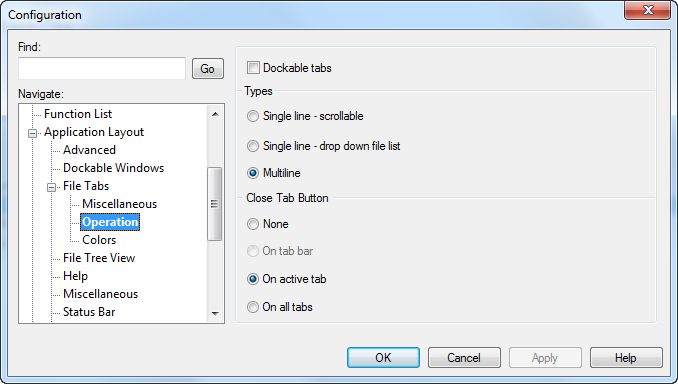 Configuration
Find:
Go
Navigate:
Function List
Application Layout
Advanced
Dockable Windows
File Tabs
Miscellaneous
Operation
Colors
File Tree View
Help
Miscellaneous
Status Bar
Dockable tabs
Types
Single line - scrollable
Single line - drop down file list
Multiline
Close Tab Button
None
On tab bar
On active tab
On all tabs
OK
Cancel
Apply
Help